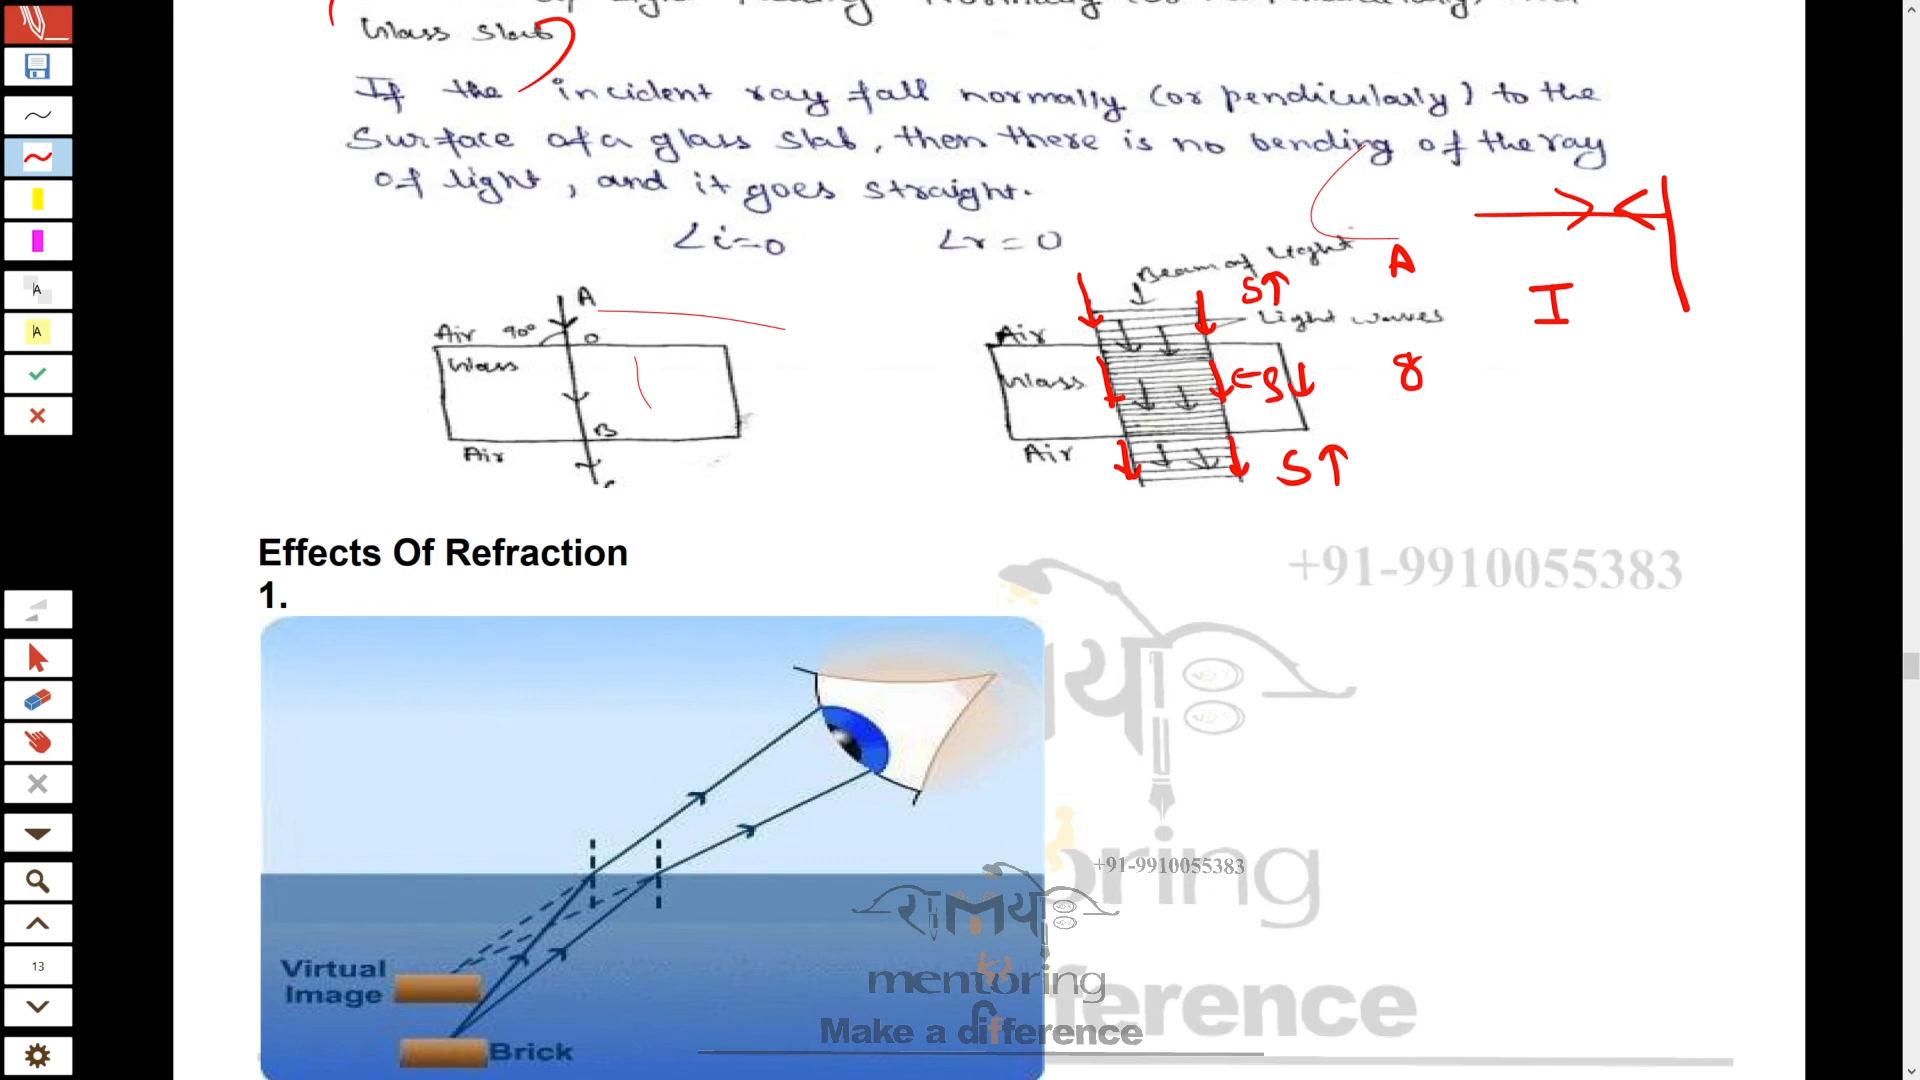 Glass Slab
If the incident ray fall normally (or pendicularly) to the
Surface of a glass slab, then there is no bending of the ray
of light, and it goes straight.
∠i=0 ∠r=0
Beam of Light
A
S↑
A
I
Air 90° O
Air
Light waves
Glass
Glass
S↓
8
B
Air
Air
S↑
Effects Of Refraction
+91-9910055383
1.
मय
+91-9910055383
oring
Virtual
Image
mentoring
ference
Make a difference
Brick
13